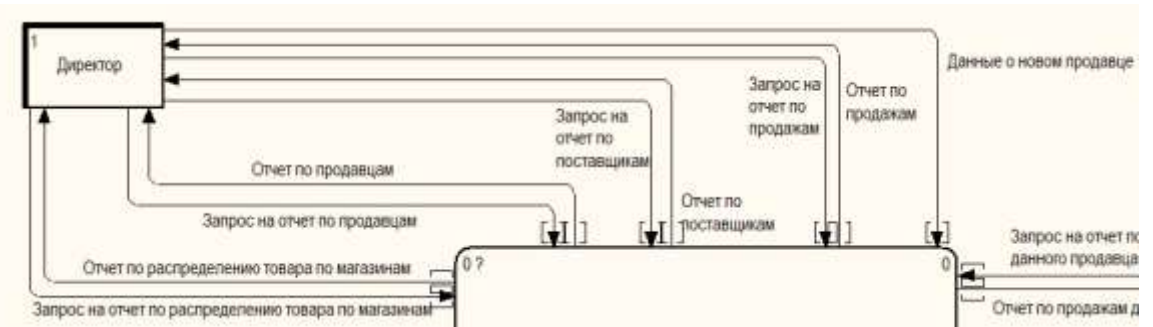 1
Директор
Данные о новом продавце
Запрос на
отчет по
продажам
Отчет по
продажам
Запрос на
отчет по
поставщикам
Отчет по продавцам
Отчет по
поставщикам
Запрос на отчет по продавцам
Запрос на отчет по
данного продавца
0 ?
0
Отчет по распределению товара по магазинам
Запрос на отчет по распределению товара по магазинам
Отчет по продажам д